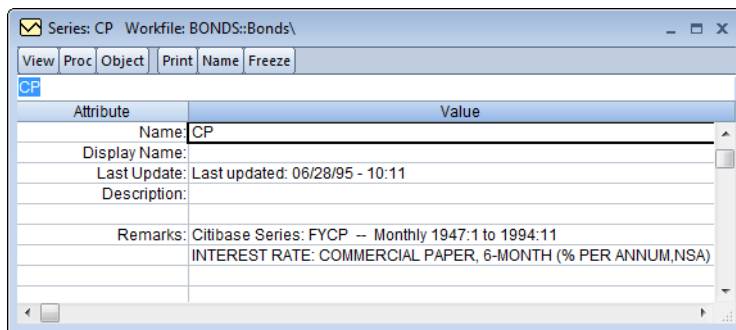 Series: CP Workfile: BONDS::Bonds\
View Proc Object Print Name Freeze
CP
Attribute Value
Name: CP
Display Name:
Last Update: Last updated: 06/28/95 - 10:11
Description:
Remarks: Citibase Series: FYCP -- Monthly 1947:1 to 1994:11
INTEREST RATE: COMMERCIAL PAPER, 6-MONTH (% PER ANNUM,NSA)